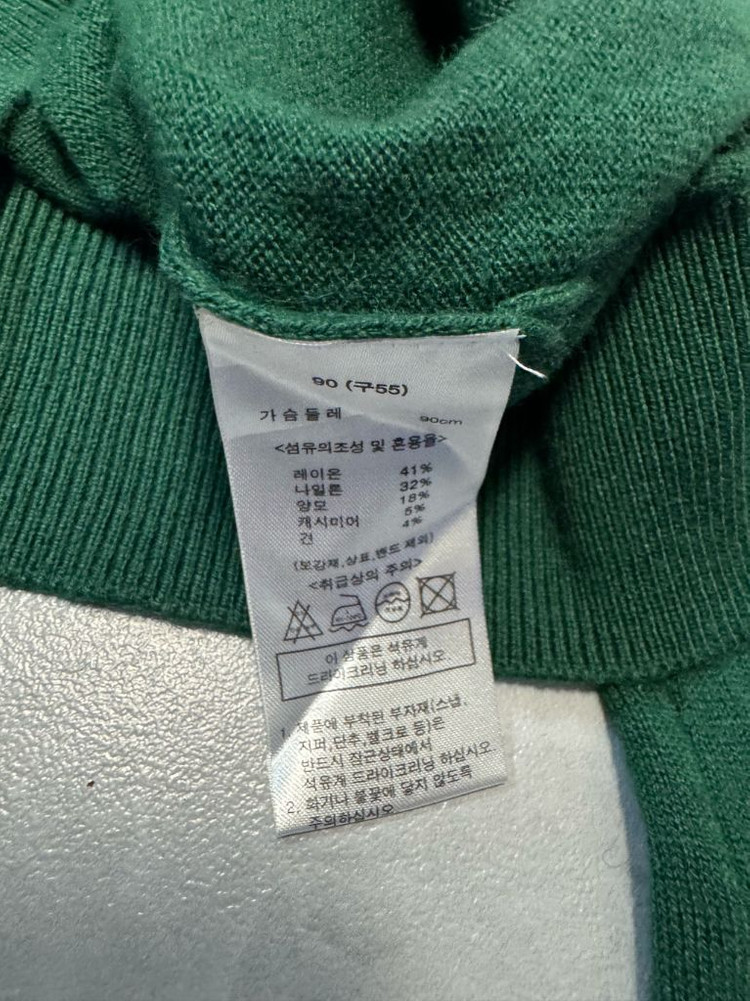 90 (구55)
가슴둘레 90cm
<섬유의조성 및 혼용율>
레이온 41%
나일론 32%
양모 18%
캐시미어 5%
견 4%
(보강재,상표,밴드 제외)
<취급상의 주의>
이 상품은 석유계
드라이크리닝 하십시오.
1. 제품에 부착된 부자재(스냅,
지퍼,단추,벨크로 등)은
반드시 잠근상태에서
석유계 드라이크리닝 하십시오.
2. 화기나 불꽃에 닿지 않도록
주의하십시오.